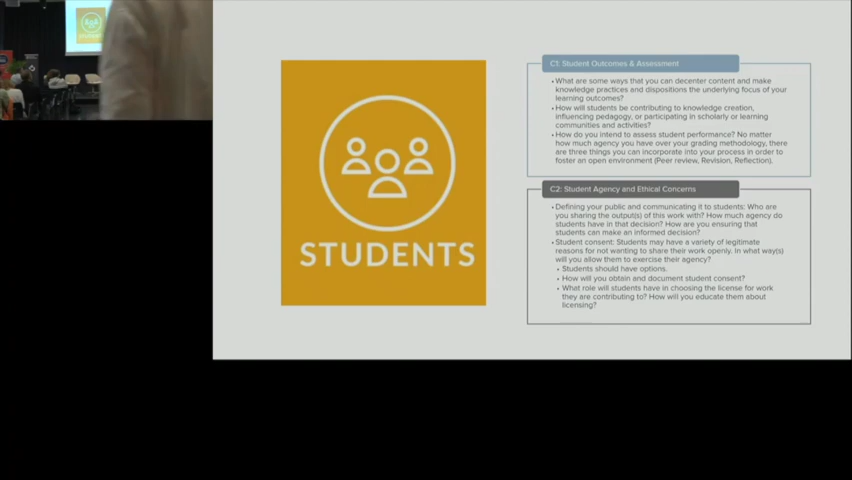 STUDENTS
C1: Student Outcomes & Assessment
• What are some ways that you can decenter content and make
knowledge practices and dispositions the underlying focus of your
learning outcomes?
• How will students be contributing to knowledge creation,
influencing pedagogy, or participating in scholarly or learning
communities and activities?
• How do you intend to assess student performance? No matter
how much agency you have over your grading methodology, there
are three things you can incorporate into your process in order to
foster an open environment (Peer review, Revision, Reflection).
C2: Student Agency and Ethical Concerns
• Defining your public and communicating it to students: Who are
you sharing the output(s) of this work with? How much agency do
students have in that decision? How are you ensuring that
students can make an informed decision?
• Student consent: Students may have a variety of legitimate
reasons for not wanting to share their work openly. In what way(s)
will you allow them to exercise their agency?
• Students should have options.
• How will you obtain and document student consent?
• What role will students have in choosing the license for work
they are contributing to? How will you educate them about
licensing?